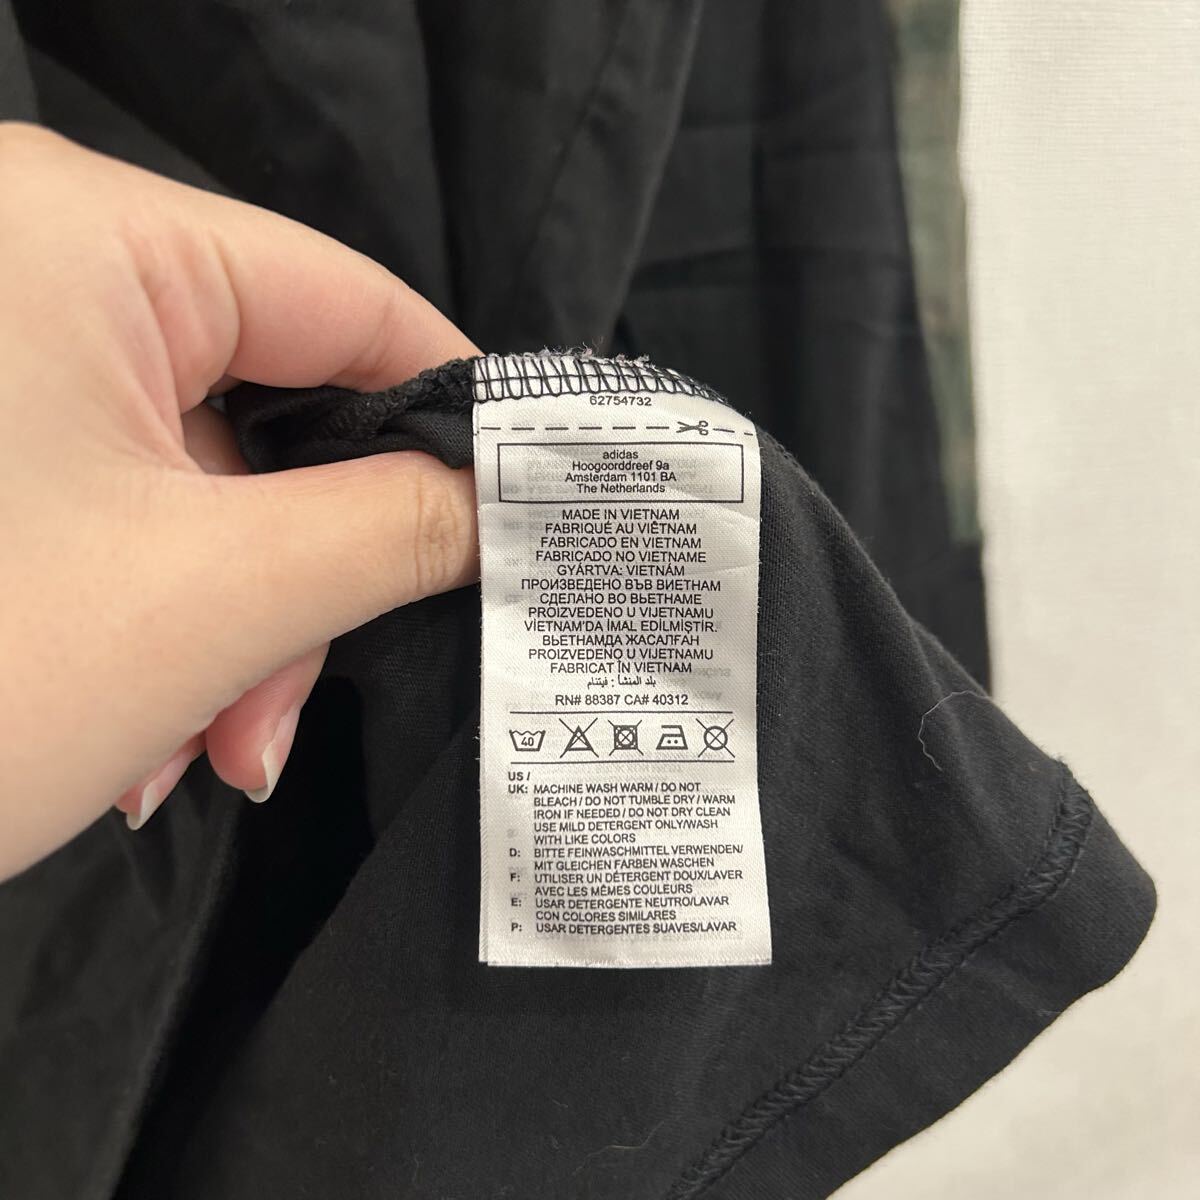 62754732
adidas
Hoogoorddreef 9a
Amsterdam 1101 BA
The Netherlands
MADE IN VIETNAM
FABRIQUÉ AU VIÊTNAM
FABRICADO EN VIETNAM
FABRICADO NO VIETNAME
GYÁRTVA: VIETNÁM
ПРОИЗВЕДЕНО ВЪВ ВИЕТНАМ
СДЕЛАНО ВО ВЬЕТНАМЕ
PROIZVEDENO U VIJETNAMU
VİETNAM'DA İMAL EDİLMİŞTİR.
ВЬЕТНАМДА ЖАСАЛҒАН
PROIZVEDENO U VIJETNAMU
FABRICAT ÎN VIETNAM
بلد المنشأ : فيتنام
RN# 88387 CA# 40312
40
US /
UK: MACHINE WASH WARM / DO NOT
BLEACH / DO NOT TUMBLE DRY / WARM
IRON IF NEEDED / DO NOT DRY CLEAN
USE MILD DETERGENT ONLY/WASH
WITH LIKE COLORS
D: BITTE FEINWASCHMITTEL VERWENDEN/
MIT GLEICHEN FARBEN WASCHEN
F: UTILISER UN DÉTERGENT DOUX/LAVER
AVEC LES MÊMES COULEURS
E: USAR DETERGENTE NEUTRO/LAVAR
CON COLORES SIMILARES
P: USAR DETERGENTES SUAVES/LAVAR